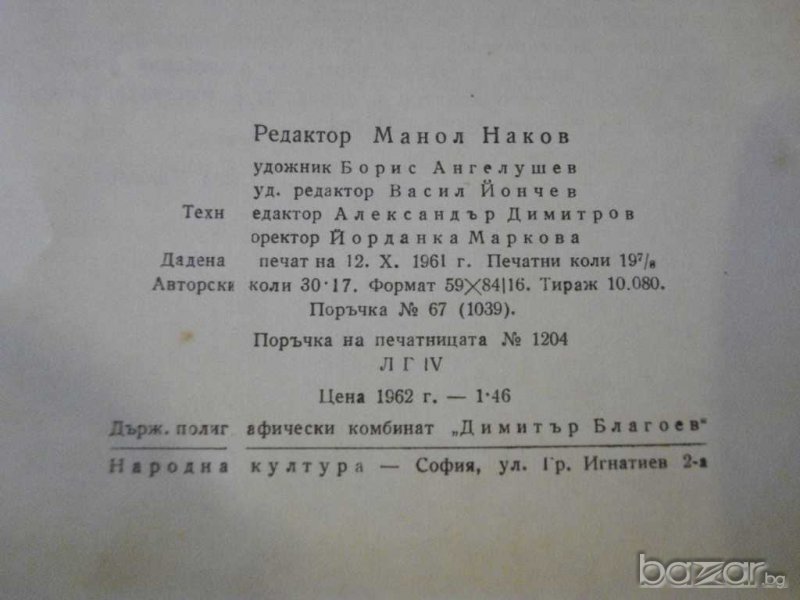 Редактор Манол Наков
удожник Борис Ангелушев
уд. редактор Васил Йончев
Техн едактор Александър Димитров
оректор Йорданка Маркова
Дадена печат на 12. X. 1961 г. Печатни коли 19⁷/₈
Авторски коли 30·17. Формат 59×84|16. Тираж 10.080.
Поръчка № 67 (1039).
Поръчка на печатницата № 1204
Л Г IV
Цена 1962 г. — 1·46
Държ. полиг афически комбинат „Димитър Благоев“
Народна култура — София, ул. Гр. Игнатиев 2-а
bazar.bg